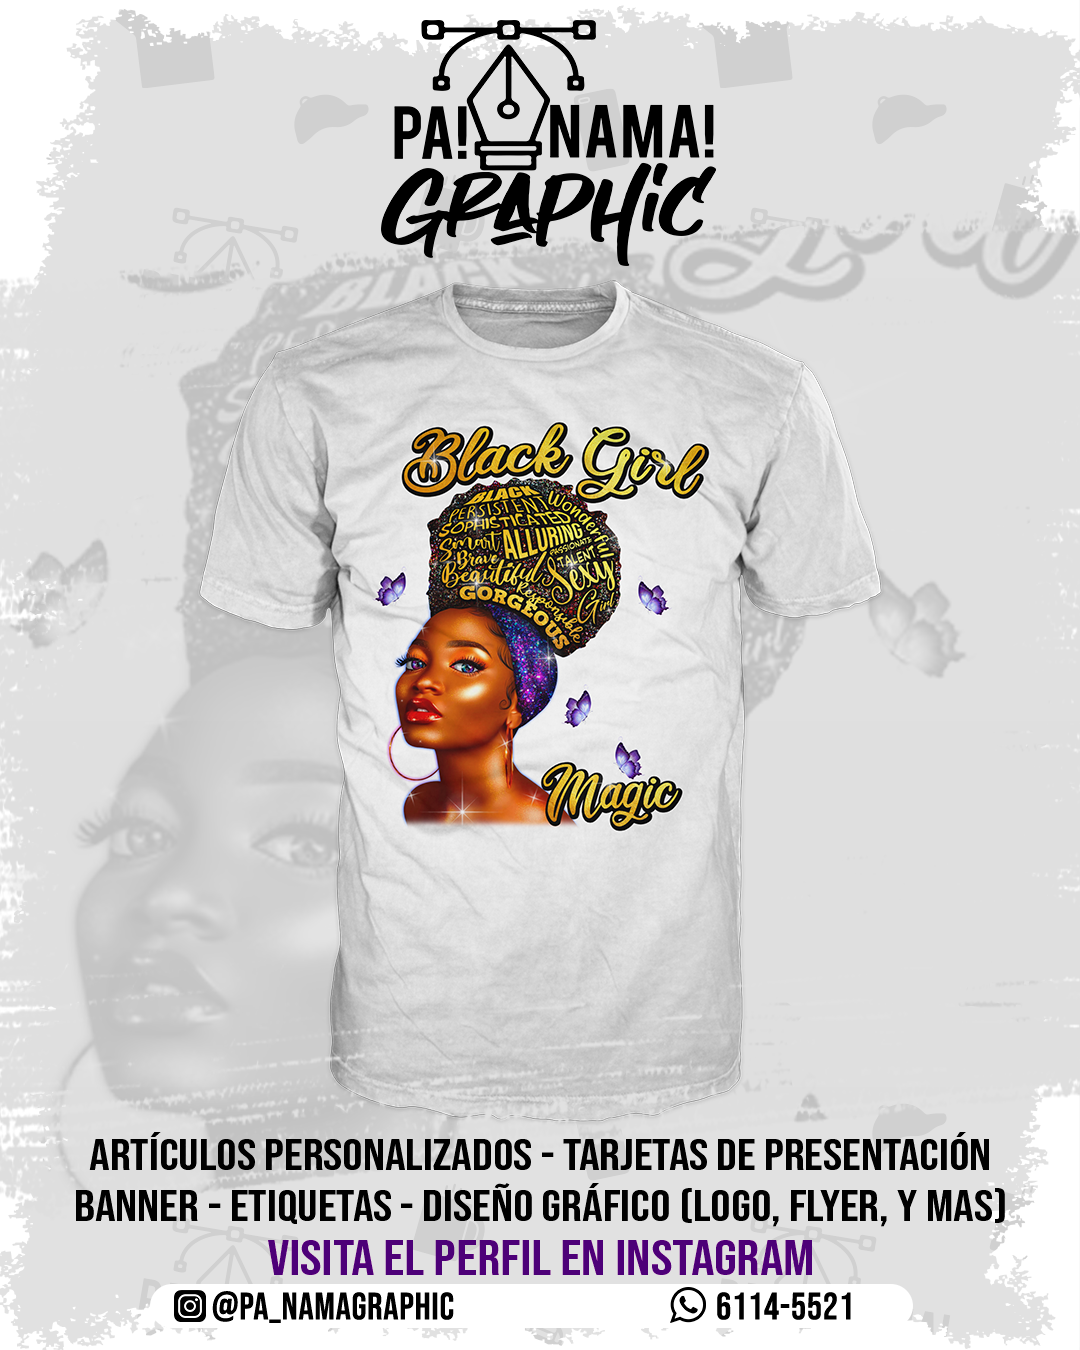 PA! NAMA!
GRAPHIC
Black Girl
BLACK
PERSISTENT
Wonderful
SOPHISTICATED
Smart
ALLURING
PASSIONATE
Brave
TALENT
Beautiful
Sexy
Responsible
Girl
GORGEOUS
Magic
ARTÍCULOS PERSONALIZADOS - TARJETAS DE PRESENTACIÓN
BANNER - ETIQUETAS - DISEÑO GRÁFICO (LOGO, FLYER, Y MAS)
VISITA EL PERFIL EN INSTAGRAM
@PA_NAMAGRAPHIC
6114-5521